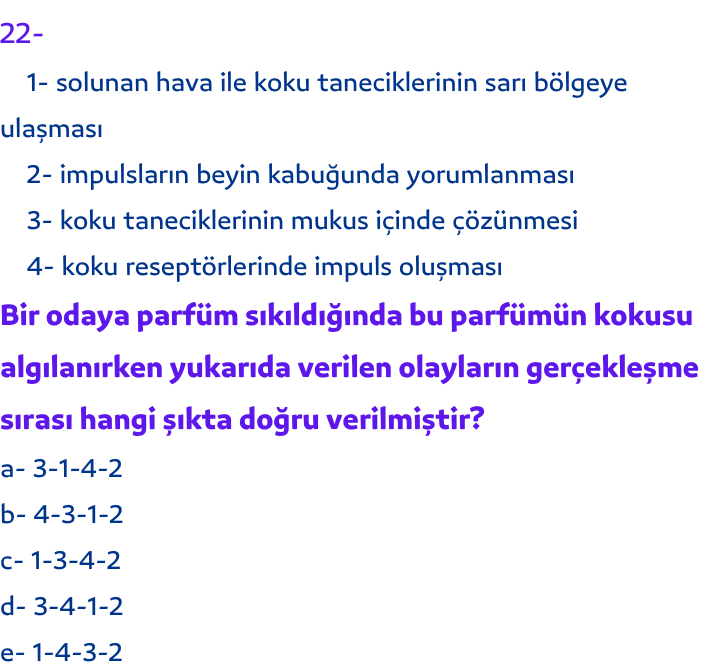 22-
1- solunan hava ile koku taneciklerinin sarı bölgeye
ulaşması
2- impulsların beyin kabuğunda yorumlanması
3- koku taneciklerinin mukus içinde çözünmesi
4- koku reseptörlerinde impuls oluşması
Bir odaya parfüm sıkıldığında bu parfümün kokusu
algılanırken yukarıda verilen olayların gerçekleşme
sırası hangi şıkta doğru verilmiştir?
a- 3-1-4-2
b- 4-3-1-2
c- 1-3-4-2
d- 3-4-1-2
e- 1-4-3-2